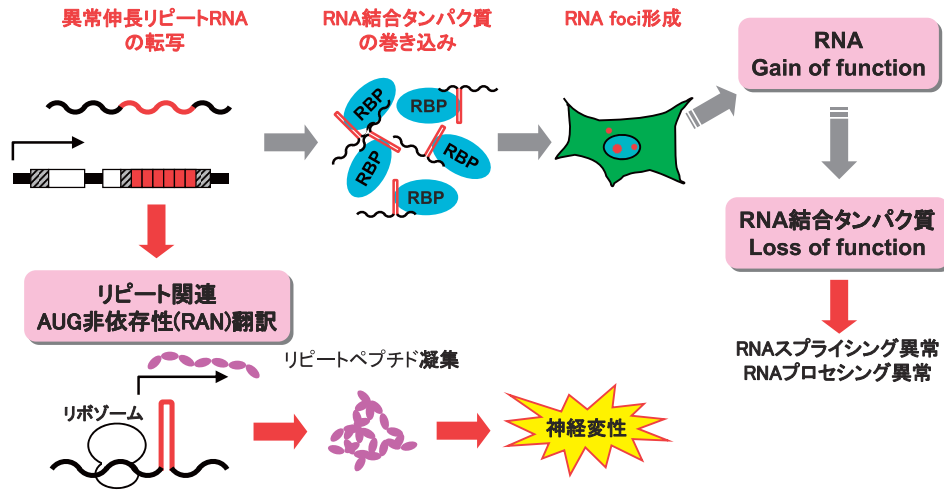 異常伸長リピートRNA
の転写
RNA結合タンパク質
の巻き込み
RNA foci形成
RNA
Gain of function
RBP
RBP
RBP
RBP
RBP
RNA結合タンパク質
Loss of function
リピート関連
AUG非依存性(RAN)翻訳
RNAスプライシング異常
RNAプロセシング異常
リピートペプチド凝集
リボゾーム
神経変性